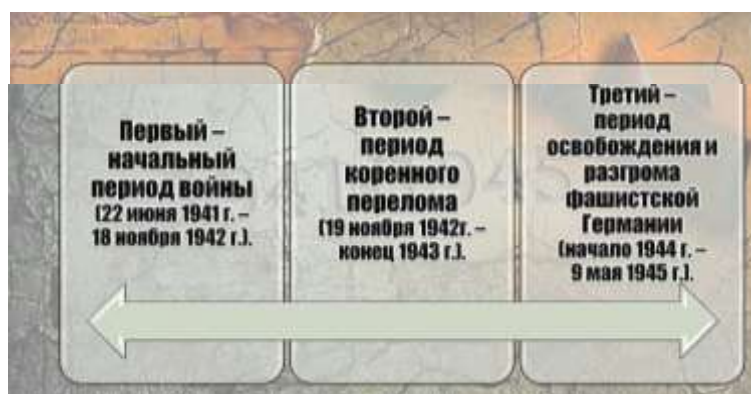 Первый –
начальный
период войны
(22 июня 1941 г. –
18 ноября 1942 г.).
Второй –
период
коренного
перелома
(19 ноября 1942г. –
конец 1943 г.).
Третий –
период
освобождения и
разгрома
фашистской
Германии
(начало 1944 г. –
9 мая 1945 г.).